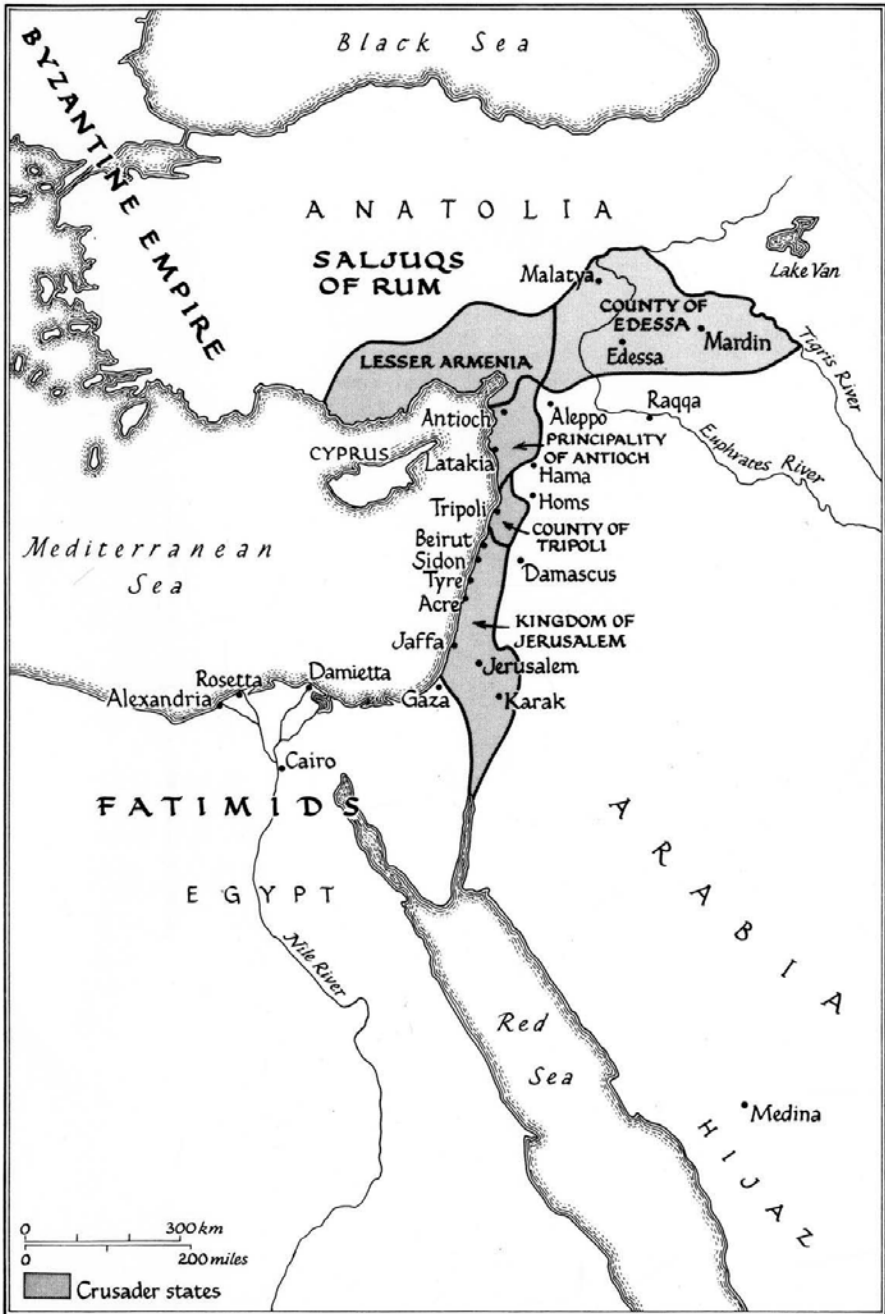 Black Sea
BYZANTINE EMPIRE
ANATOLIA
SALJUQS
OF RUM
Lake Van
Malatya
COUNTY OF
EDESSA
Mardin
Edessa
Tigris River
LESSER ARMENIA
Antioch
Aleppo
Raqqa
PRINCIPALITY
OF ANTIOCH
Euphrates River
CYPRUS
Latakia
Hama
Tripoli
Homs
COUNTY OF
TRIPOLI
Mediterranean
Sea
Beirut
Sidon
Damascus
Tyre
Acre
KINGDOM OF
JERUSALEM
Jaffa
Jerusalem
Rosetta
Damietta
Alexandria
Gaza
Karak
Cairo
FATIMIDS
ARABIA
EGYPT
Nile River
Red
Sea
Medina
HIJAZ
0 300 km
0 200 miles
Crusader states